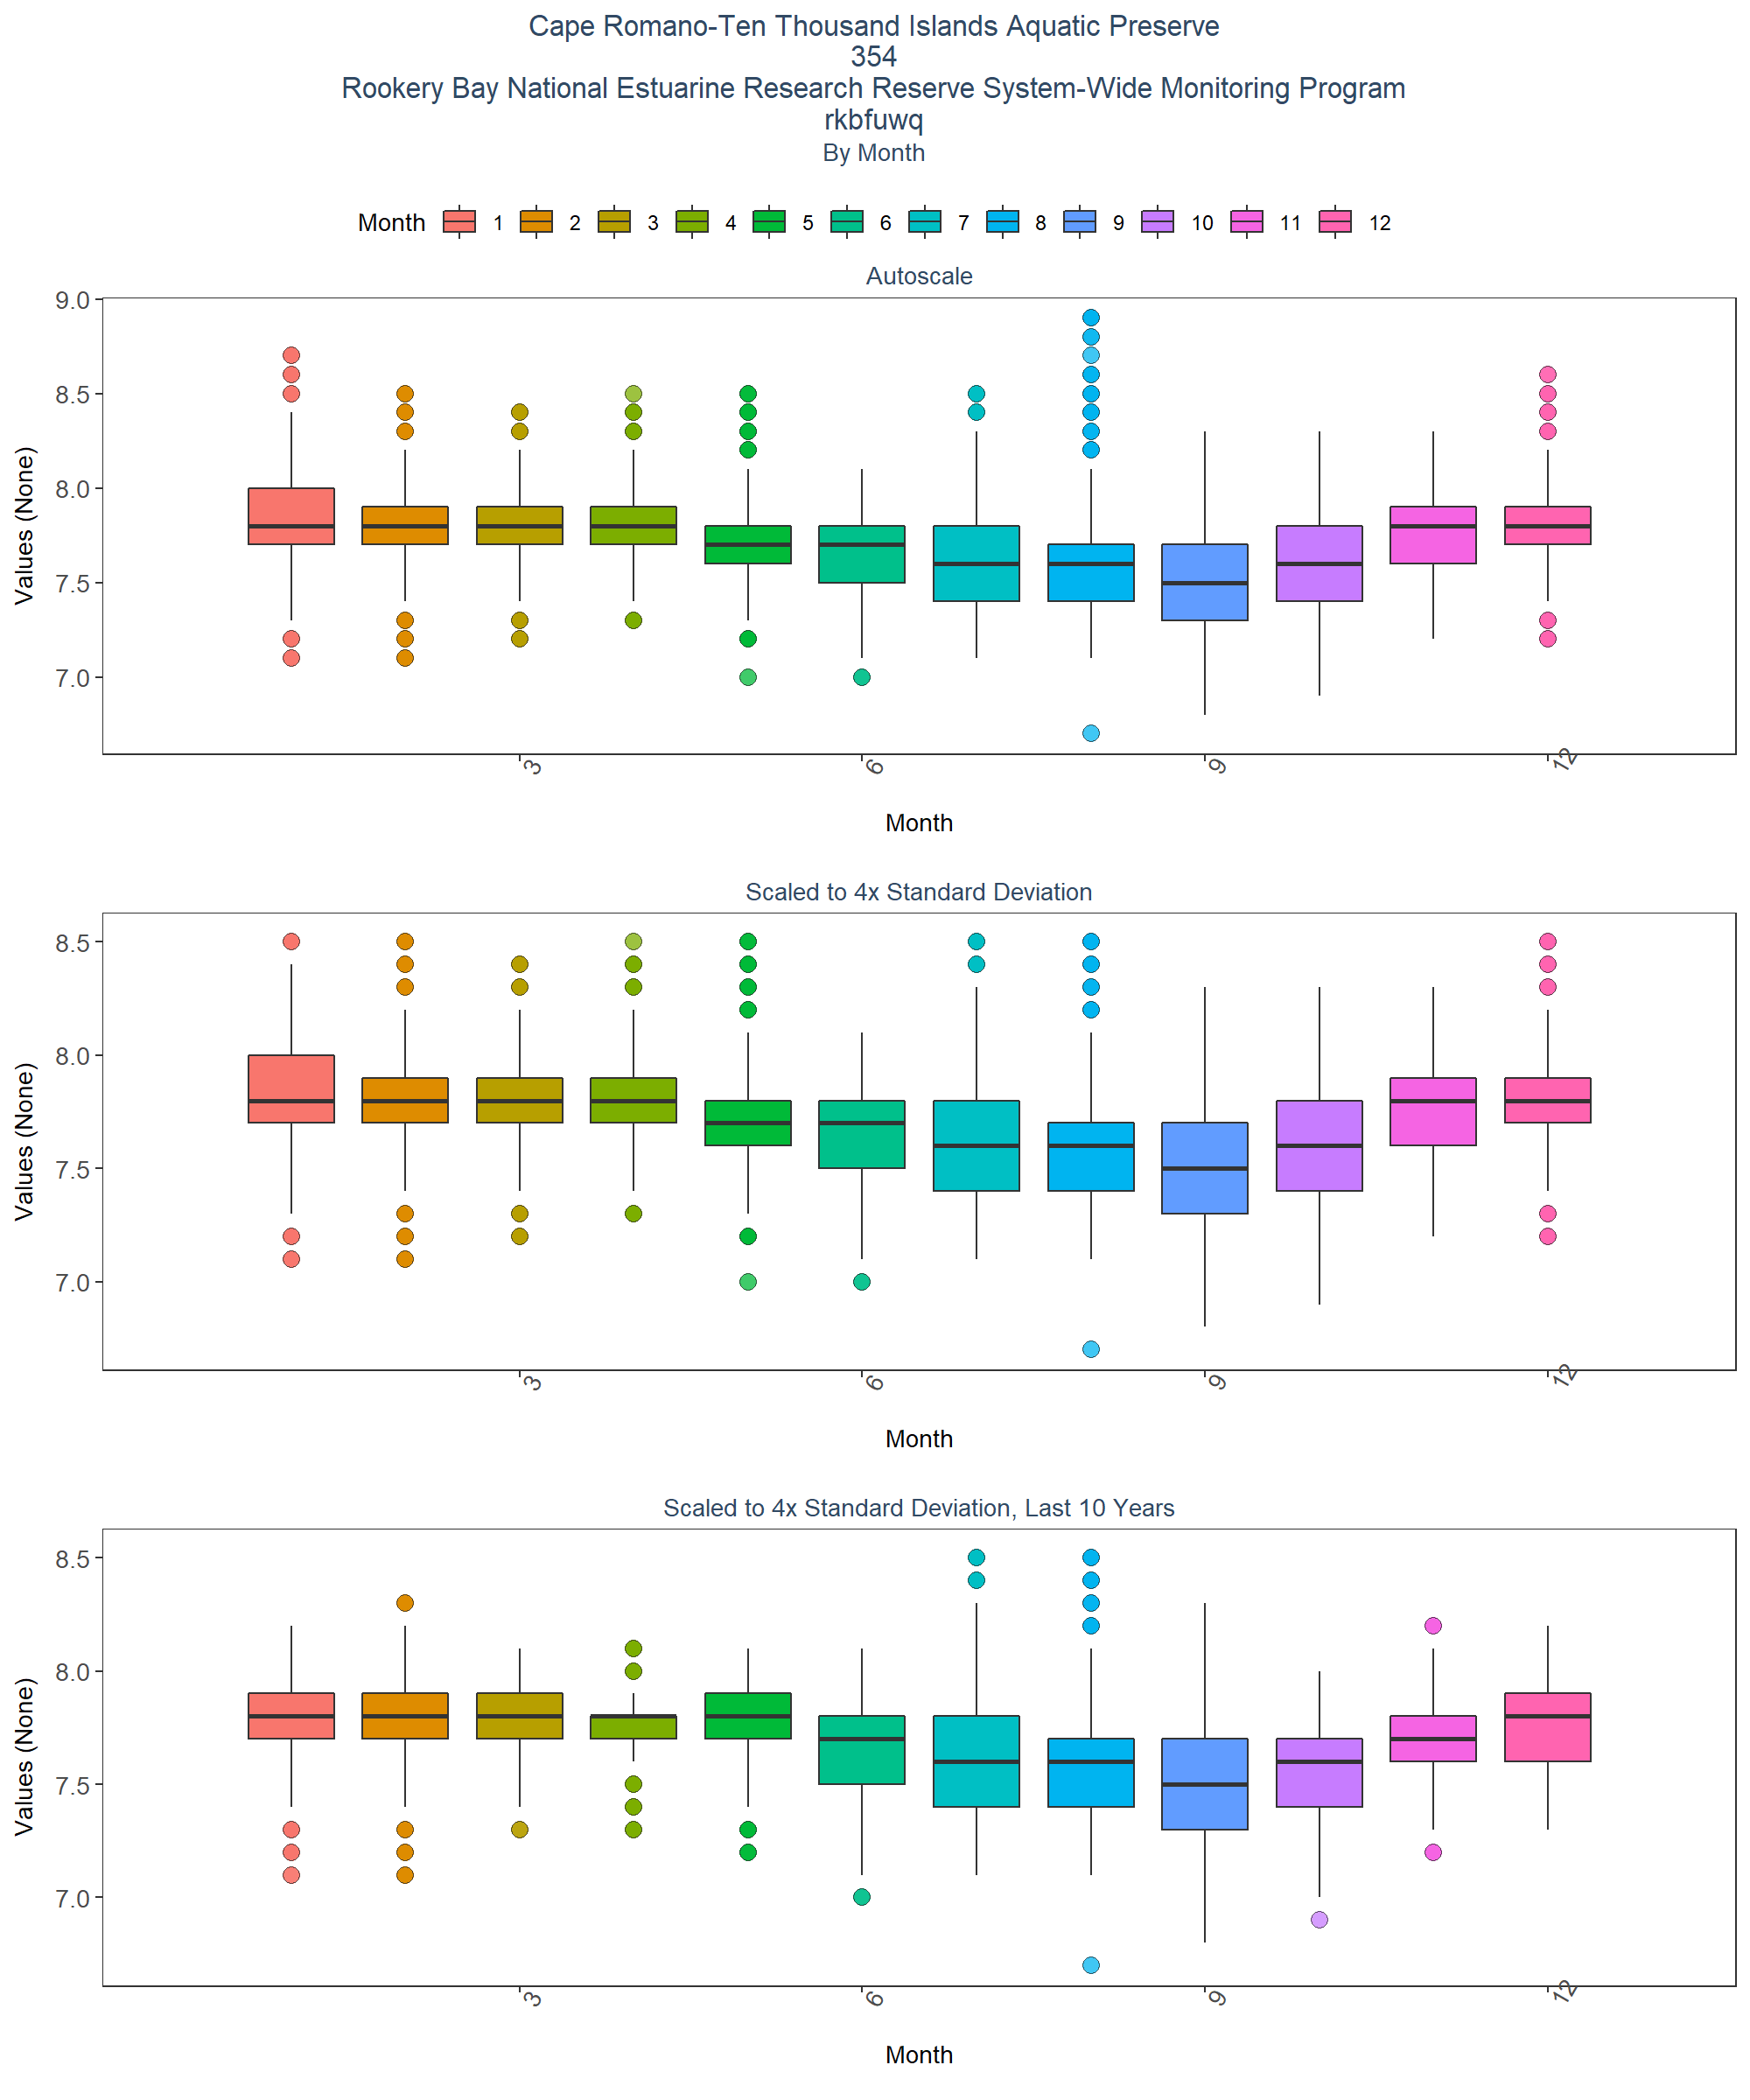 Cape Romano-Ten Thousand Islands Aquatic Preserve
354
Rookery Bay National Estuarine Research Reserve System-Wide Monitoring Program
rkbfuwq
By Month
Month 1 2 3 4 5 6 7 8 9 10 11 12
Autoscale
Values (None)
9.0
8.5
8.0
7.5
7.0
3 6 9 12
Month
Scaled to 4x Standard Deviation
Values (None)
8.5
8.0
7.5
7.0
3 6 9 12
Month
Scaled to 4x Standard Deviation, Last 10 Years
Values (None)
8.5
8.0
7.5
7.0
3 6 9 12
Month